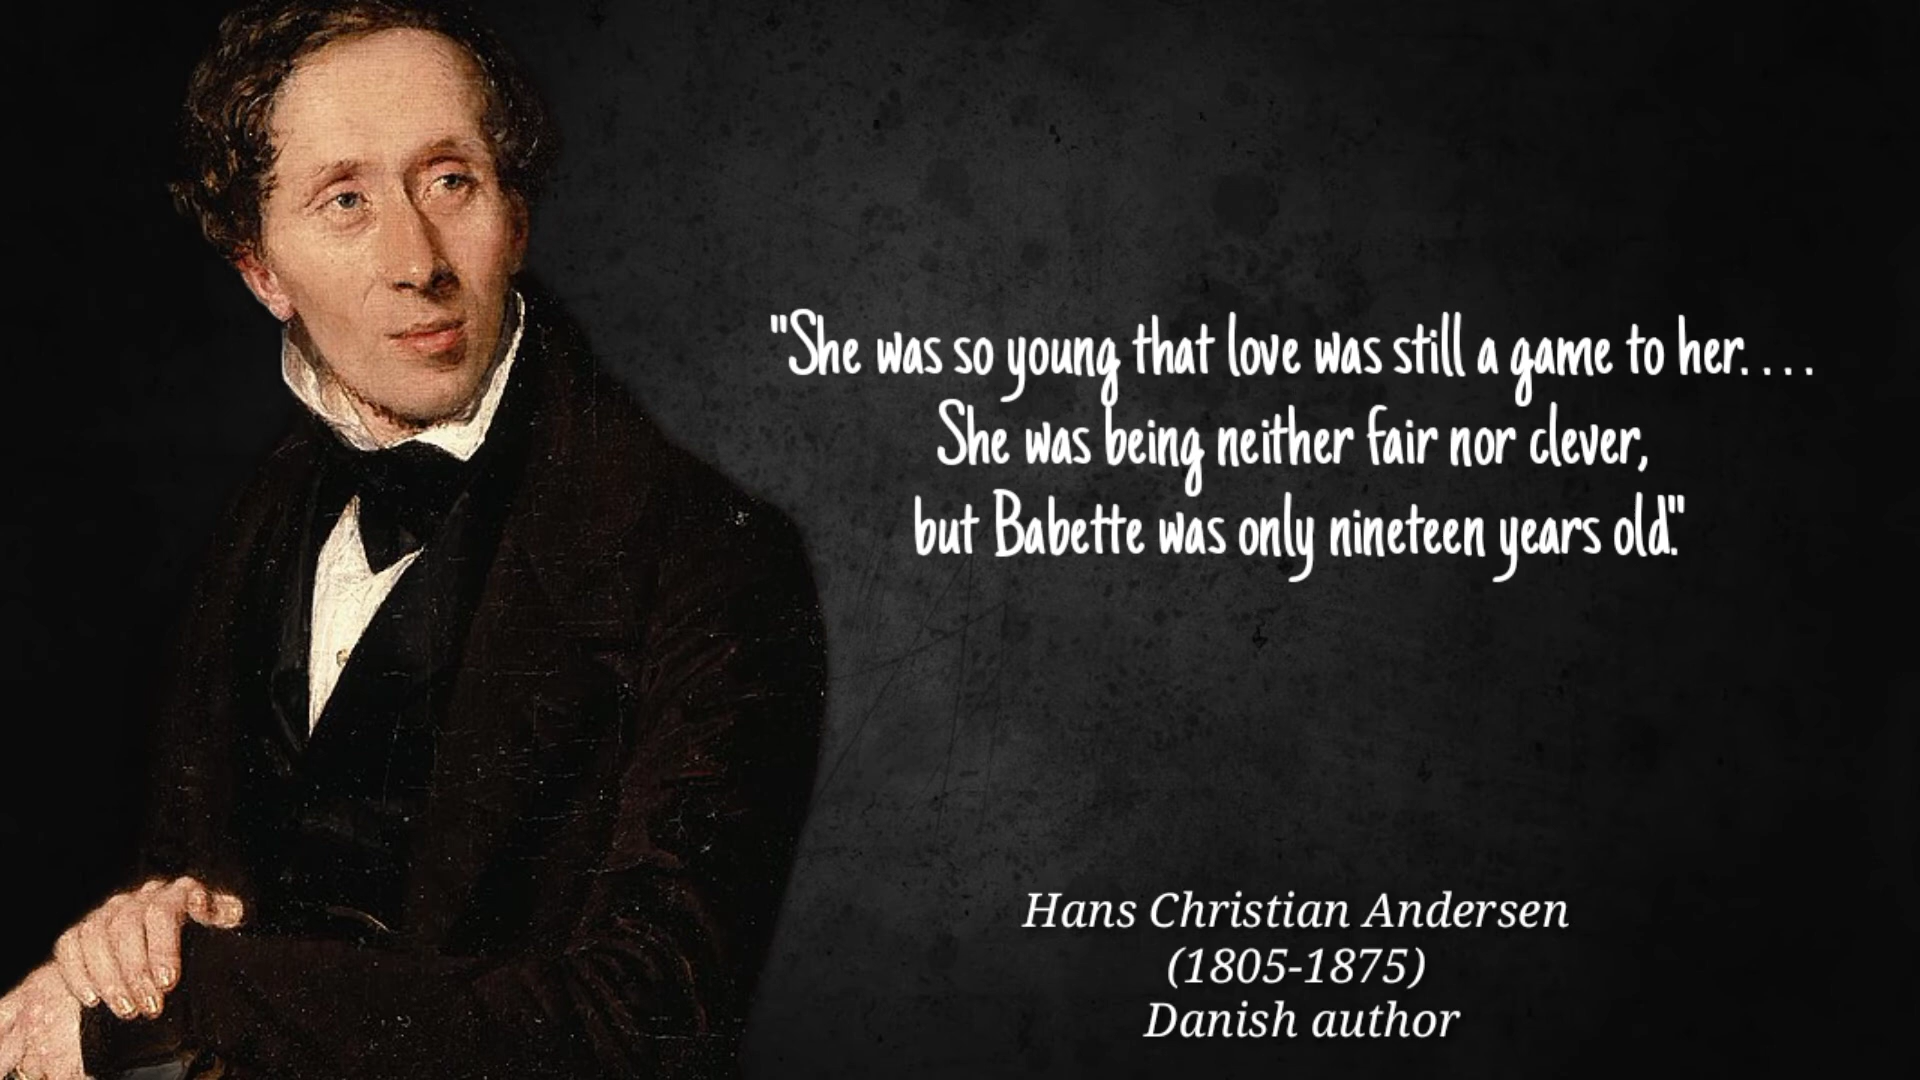 "She was so young that love was still a game to her. . . .
She was being neither fair nor clever,
but Babette was only nineteen years old."
Hans Christian Andersen
(1805-1875)
Danish author